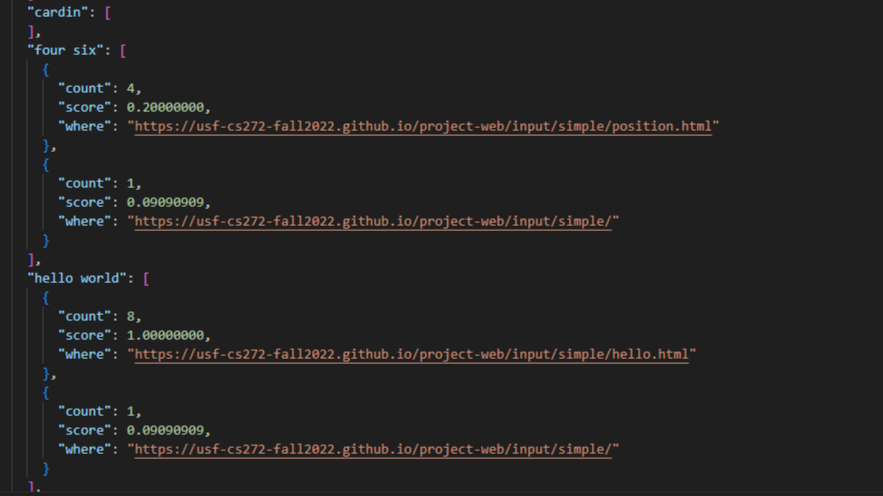 "cardin": [
],
"four six": [
{
"count": 4,
"score": 0.20000000,
"where": "https://usf-cs272-fall2022.github.io/project-web/input/simple/position.html"
},
{
"count": 1,
"score": 0.09090909,
"where": "https://usf-cs272-fall2022.github.io/project-web/input/simple/"
}
],
"hello world": [
{
"count": 8,
"score": 1.00000000,
"where": "https://usf-cs272-fall2022.github.io/project-web/input/simple/hello.html"
},
{
"count": 1,
"score": 0.09090909,
"where": "https://usf-cs272-fall2022.github.io/project-web/input/simple/"
}
],